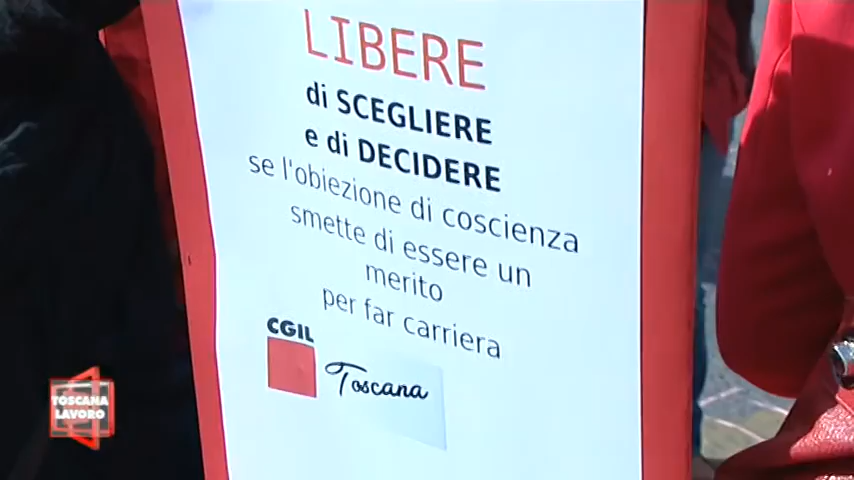 LIBERE
di SCEGLIERE
e di DECIDERE
se l'obiezione di coscienza
smette di essere un
merito
per far carriera
CGIL
Toscana
TOSCANA
LAVORO